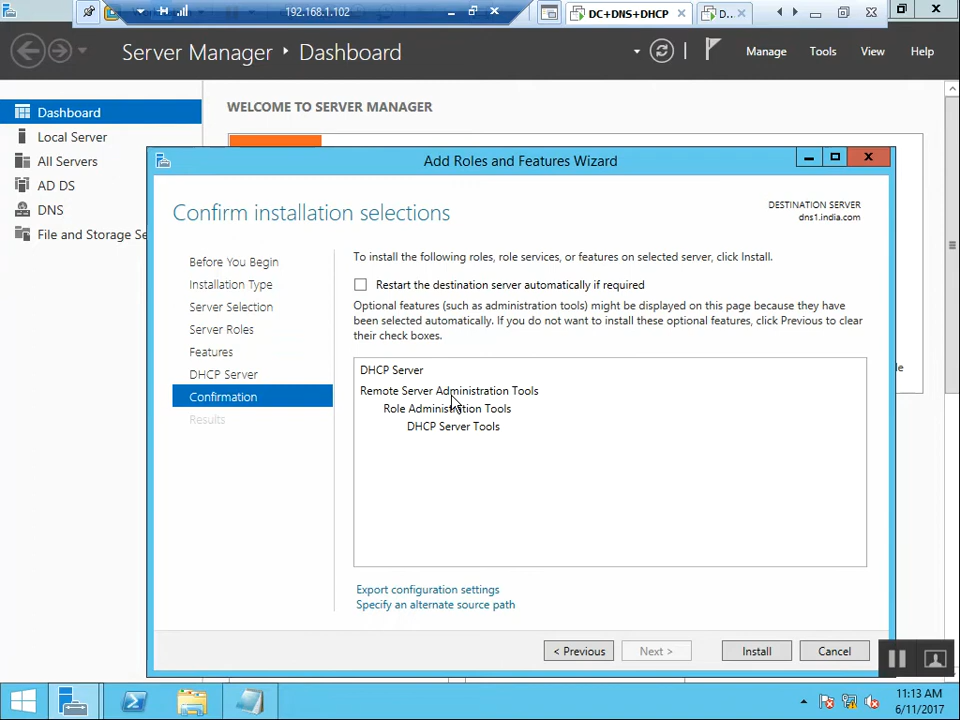 192.168.1.102
DC+DNS+DHCP
D..
Server Manager
Dashboard
Manage
Tools
View
Help
Dashboard
Local Server
All Servers
AD DS
DNS
File and Storage Se
WELCOME TO SERVER MANAGER
Add Roles and Features Wizard
Confirm installation selections
DESTINATION SERVER
dns1.india.com
Before You Begin
Installation Type
Server Selection
Server Roles
Features
DHCP Server
Confirmation
Results
To install the following roles, role services, or features on selected server, click Install.
Restart the destination server automatically if required
Optional features (such as administration tools) might be displayed on this page because they have
been selected automatically. If you do not want to install these optional features, click Previous to clear
their check boxes.
DHCP Server
Remote Server Administration Tools
Role Administration Tools
DHCP Server Tools
Export configuration settings
Specify an alternate source path
< Previous
Next >
Install
Cancel
11:13 AM
6/11/2017